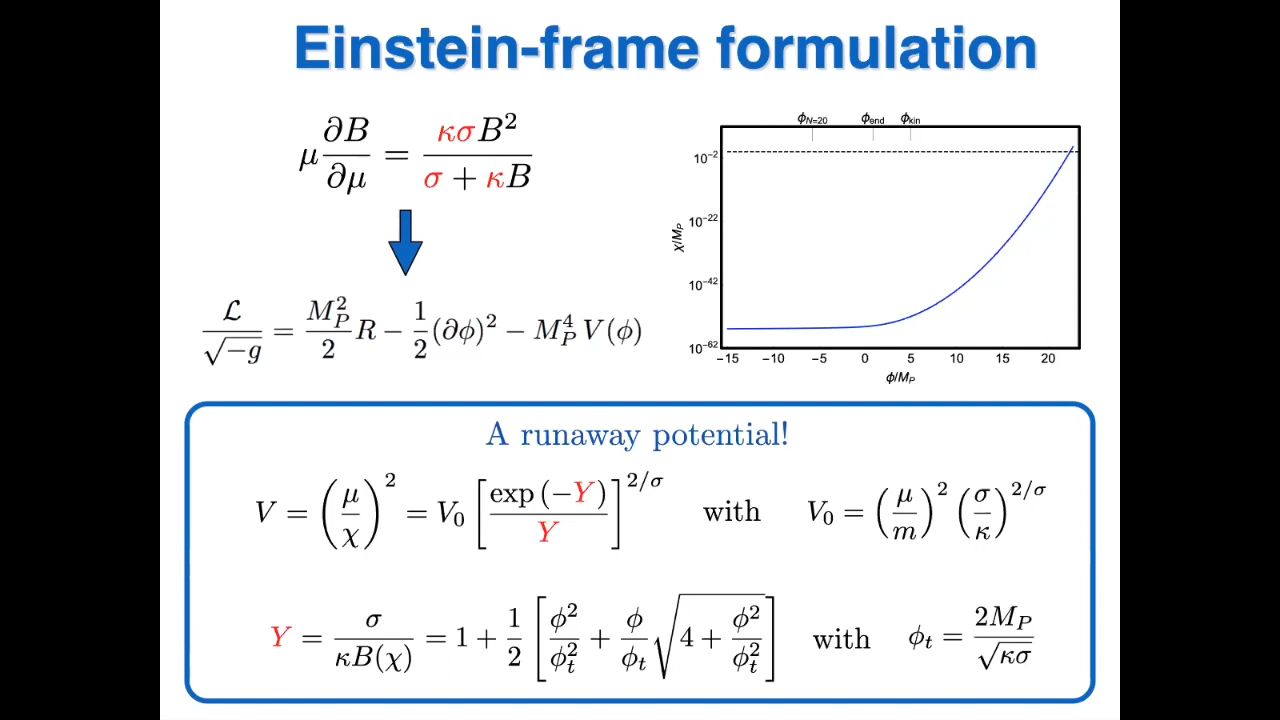 Einstein-frame formulation
μ ∂B/∂μ = κσB²/(σ + κB)
ℒ/√−g = M_P²/2 R − 1/2 (∂ϕ)² − M_P⁴ V(ϕ)
ϕ_N=20 ϕ_end ϕ_kin
χ/M_P
10⁻²
10⁻²²
10⁻⁴²
10⁻⁶²
−15 −10 −5 0 5 10 15 20
ϕ/M_P
A runaway potential!
V = (μ/χ)² = V₀ [exp (−Y)/Y]^{2/σ} with V₀ = (μ/m)² (σ/κ)^{2/σ}
Y = σ/(κB(χ)) = 1 + 1/2 [ϕ²/ϕ_t² + ϕ/ϕ_t √(4 + ϕ²/ϕ_t²)] with ϕ_t = 2M_P/√(κσ)